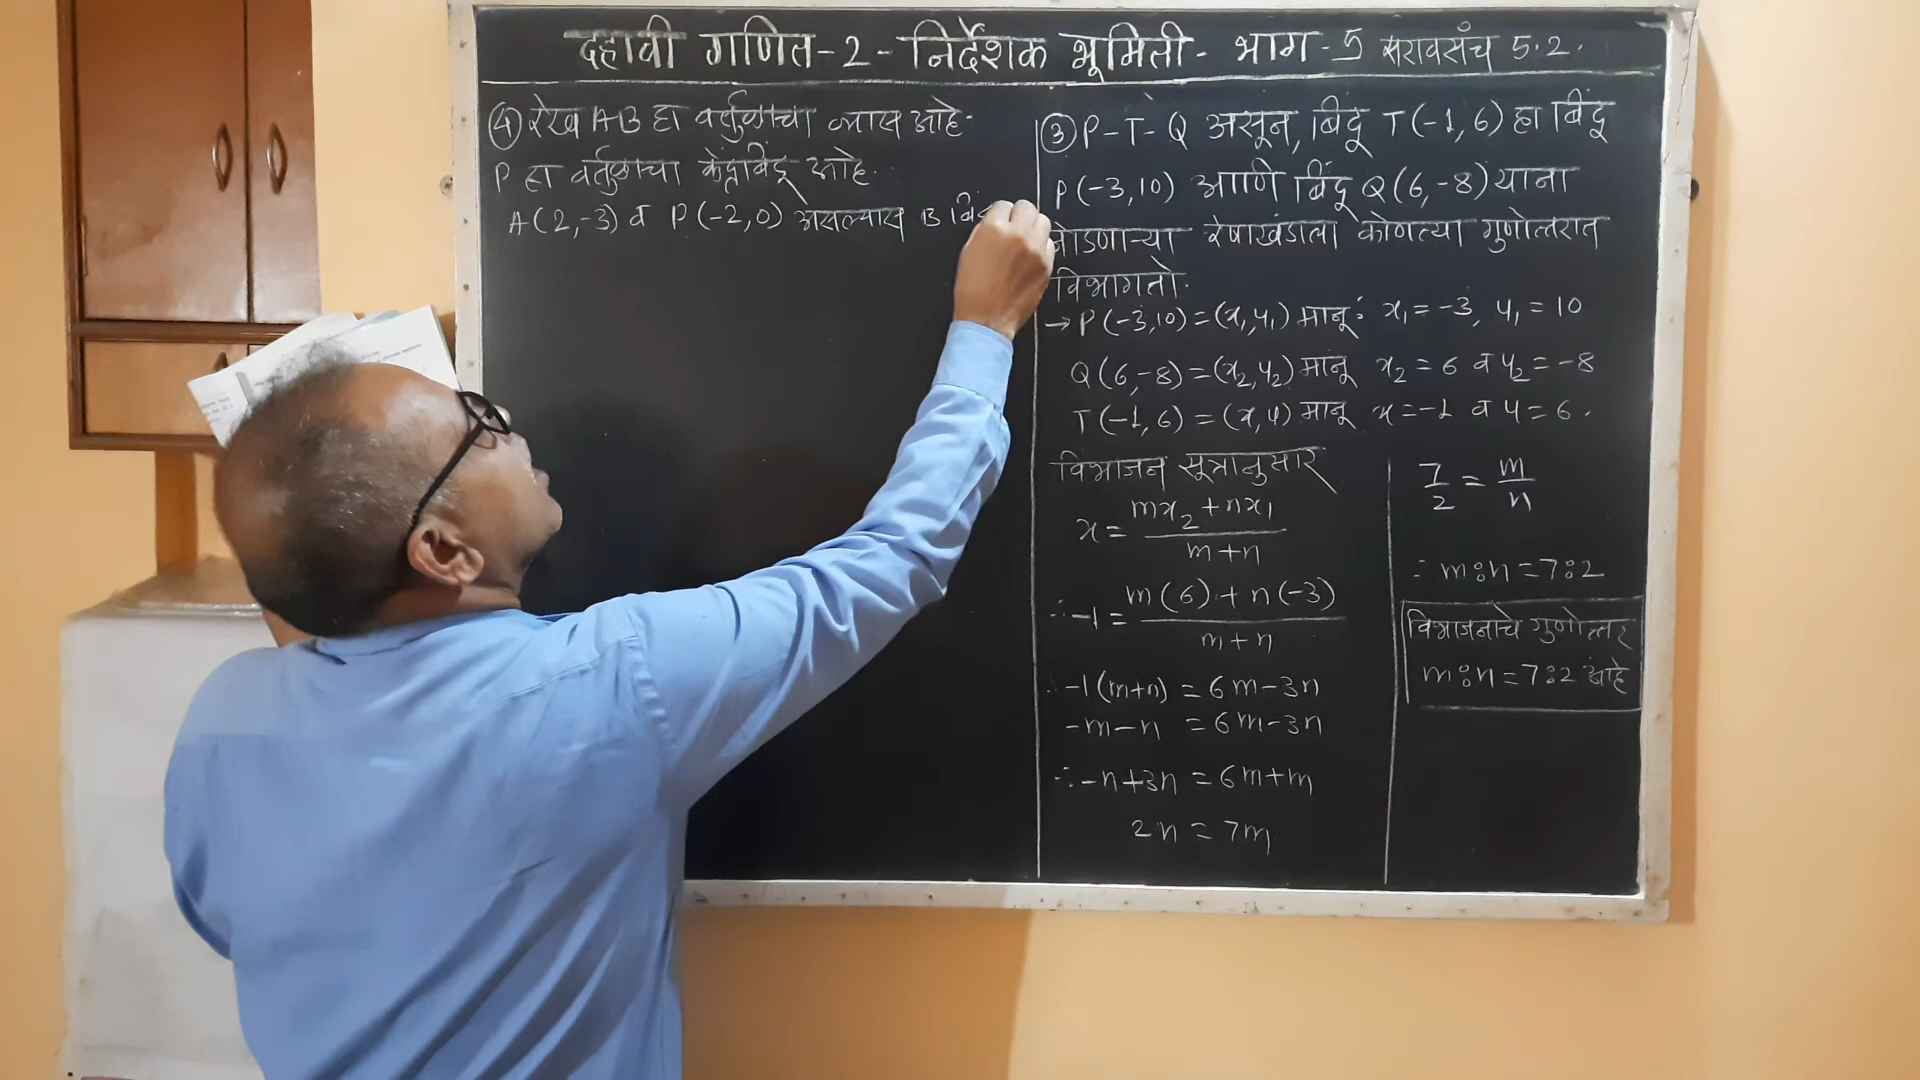 दहावी गणित-2-निर्देशक भूमिती- भाग-5 सरावसंच 5.2.
④ रेख AB हा वर्तुळाचा व्यास आहे.
P हा वर्तुळाचा केंद्रबिंदू आहे.
A(2,-3) व P(-2,0) असल्यास B
③ P-T-Q असून, बिंदू T(-1,6) हा बिंदू
P(-3,10) आणि बिंदू Q(6,-8) यांना
जोडणाऱ्या रेषाखंडाला कोणत्या गुणोत्तरात
विभागतो.
→ P(-3,10)=(x₁,y₁) मानू ∴ x₁=-3, y₁=10
Q(6,-8)=(x₂,y₂) मानू x₂=6 व y₂=-8
T(-1,6)=(x,y) मानू x=-1 व y=6.
विभाजन सूत्रानुसार
x = mx₂+nx₁ / m+n
∴ -1 = m(6)+n(-3) / m+n
∴ -1(m+n) = 6m-3n
-m-n = 6m-3n
∴ -n+3n = 6m+m
2n = 7m
7/2 = m/n
∴ m:n=7:2
विभाजनाचे गुणोत्तर
m:n=7:2 आहे